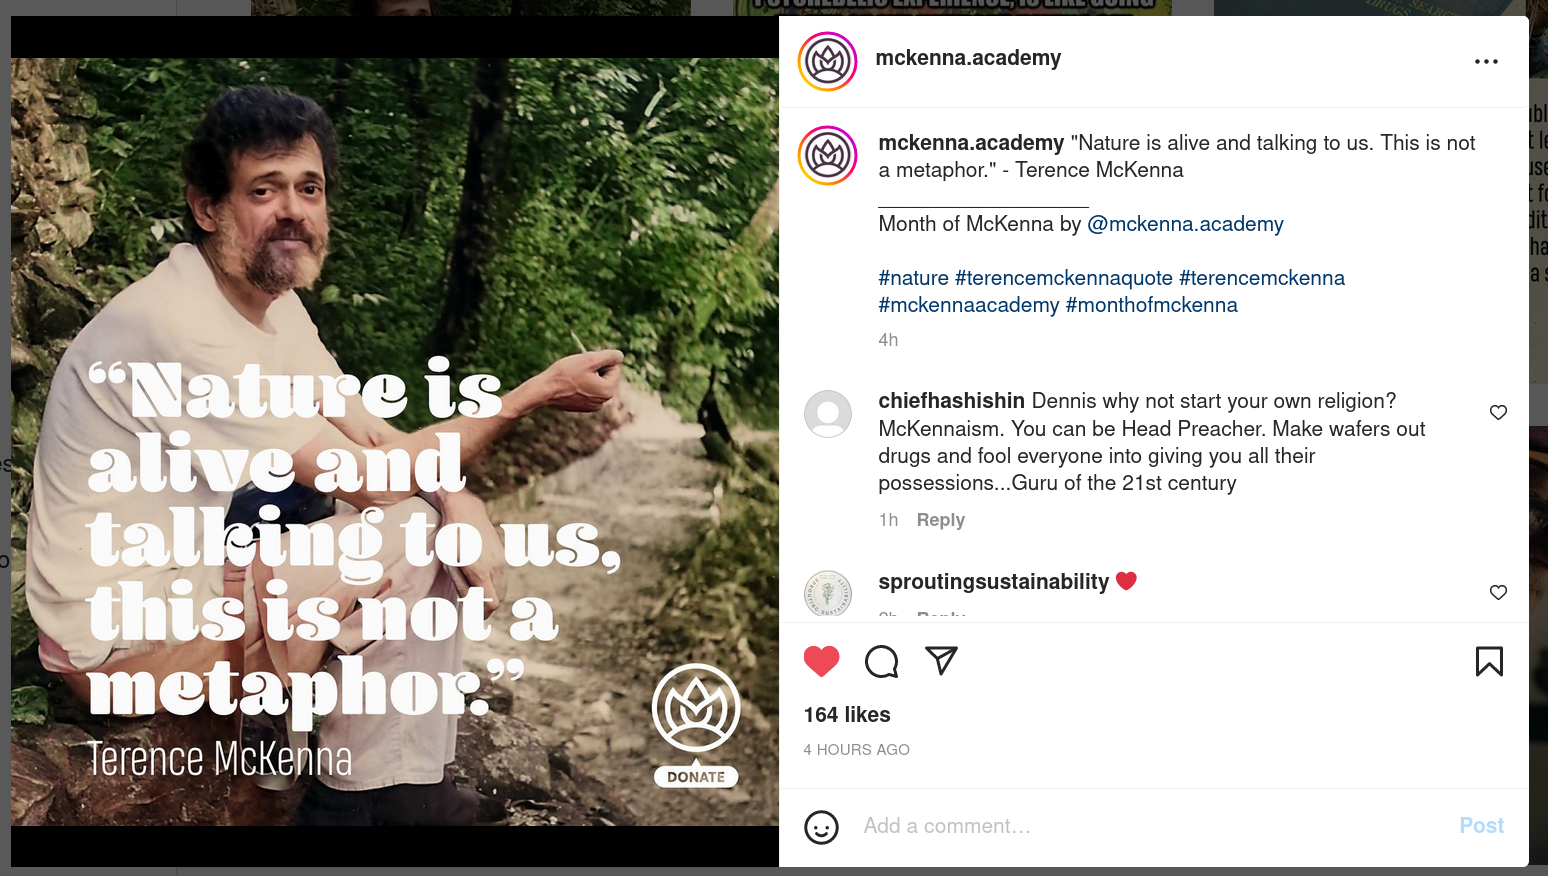 “Nature is
alive and
talking to us,
this is not a
metaphor.”
Terence McKenna
DONATE
mckenna.academy
mckenna.academy "Nature is alive and talking to us. This is not
a metaphor." - Terence McKenna
___________________
Month of McKenna by @mckenna.academy
#nature #terencemckennaquote #terencemckenna
#mckennaacademy #monthofmckenna
4h
chiefhashishin Dennis why not start your own religion?
McKennaism. You can be Head Preacher. Make wafers out
drugs and fool everyone into giving you all their
possessions...Guru of the 21st century
1h Reply
sproutingsustainability ❤️
Reply
164 likes
4 HOURS AGO
Add a comment…
Post